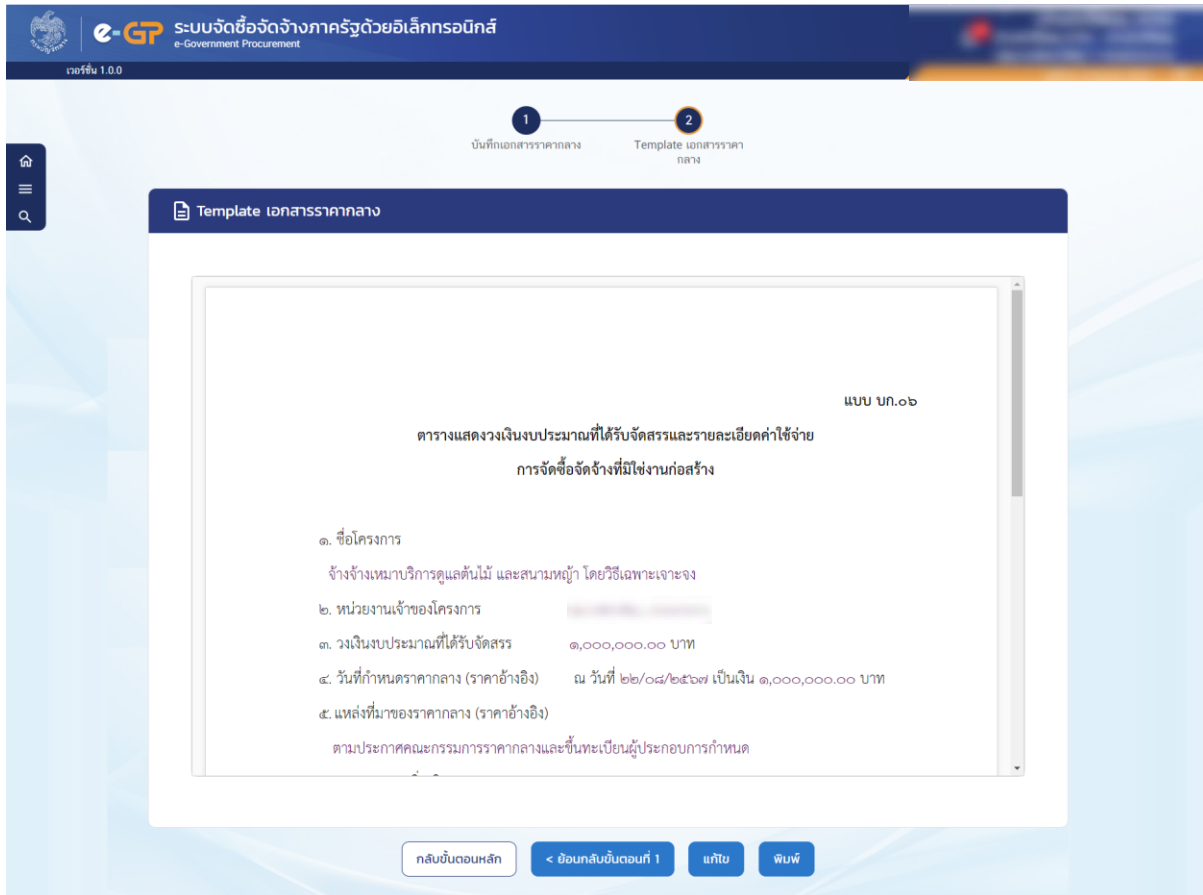 e-GP ระบบจัดซื้อจัดจ้างภาครัฐด้วยอิเล็กทรอนิกส์
e-Government Procurement
เวอร์ชั่น 1.0.0
1 2
บันทึกเอกสารราคากลาง Template เอกสารราคา
กลาง
Template เอกสารราคากลาง
แบบ บก.๐๖
ตารางแสดงวงเงินงบประมาณที่ได้รับจัดสรรและรายละเอียดค่าใช้จ่าย
การจัดซื้อจัดจ้างที่มิใช่งานก่อสร้าง
๑. ชื่อโครงการ
จ้างจ้างเหมาบริการดูแลต้นไม้ และสนามหญ้า โดยวิธีเฉพาะเจาะจง
๒. หน่วยงานเจ้าของโครงการ
๓. วงเงินงบประมาณที่ได้รับจัดสรร ๑,๐๐๐,๐๐๐.๐๐ บาท
๔. วันที่กำหนดราคากลาง (ราคาอ้างอิง) ณ วันที่ ๒๒/๐๘/๒๕๖๗ เป็นเงิน ๑,๐๐๐,๐๐๐.๐๐ บาท
๕. แหล่งที่มาของราคากลาง (ราคาอ้างอิง)
ตามประกาศคณะกรรมการราคากลางและขึ้นทะเบียนผู้ประกอบการกำหนด
กลับขั้นตอนหลัก < ย้อนกลับขั้นตอนที่ 1 แก้ไข พิมพ์